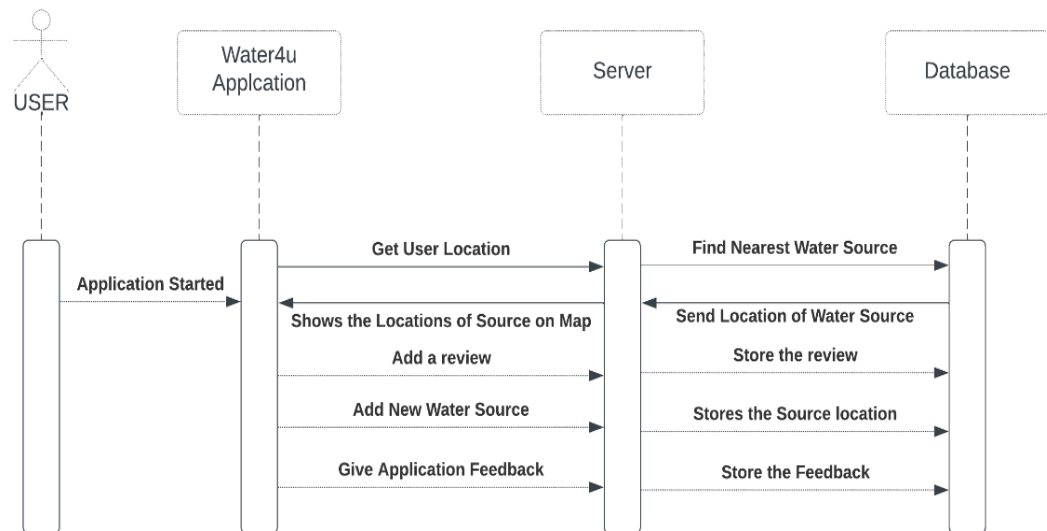 USER
Water4u
Applcation
Server
Database
Get User Location
Find Nearest Water Source
Application Started
Shows the Locations of Source on Map
Send Location of Water Source
Add a review
Store the review
Add New Water Source
Stores the Source location
Give Application Feedback
Store the Feedback